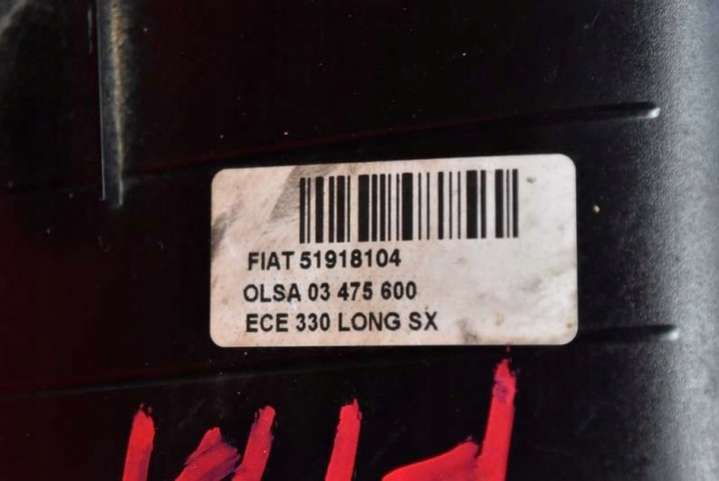 FIAT 51918104
OLSA 03 475 600
ECE 330 LONG SX